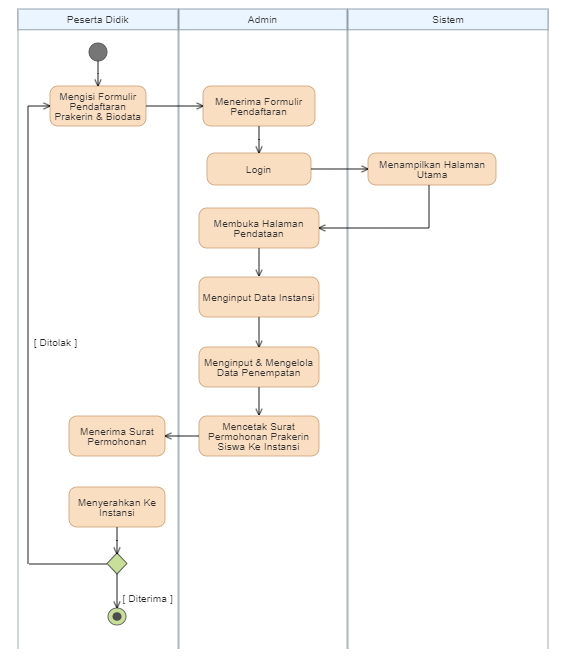 Peserta Didik
Admin
Sistem
Mengisi Formulir
Pendaftaran
Prakerin & Biodata
Menerima Formulir
Pendaftaran
Login
Menampilkan Halaman
Utama
Membuka Halaman
Pendataan
Menginput Data Instansi
[ Ditolak ]
Menginput & Mengelola
Data Penempatan
Mencetak Surat
Permohonan Prakerin
Siswa Ke Instansi
Menerima Surat
Permohonan
Menyerahkan Ke
Instansi
[ Diterima ]